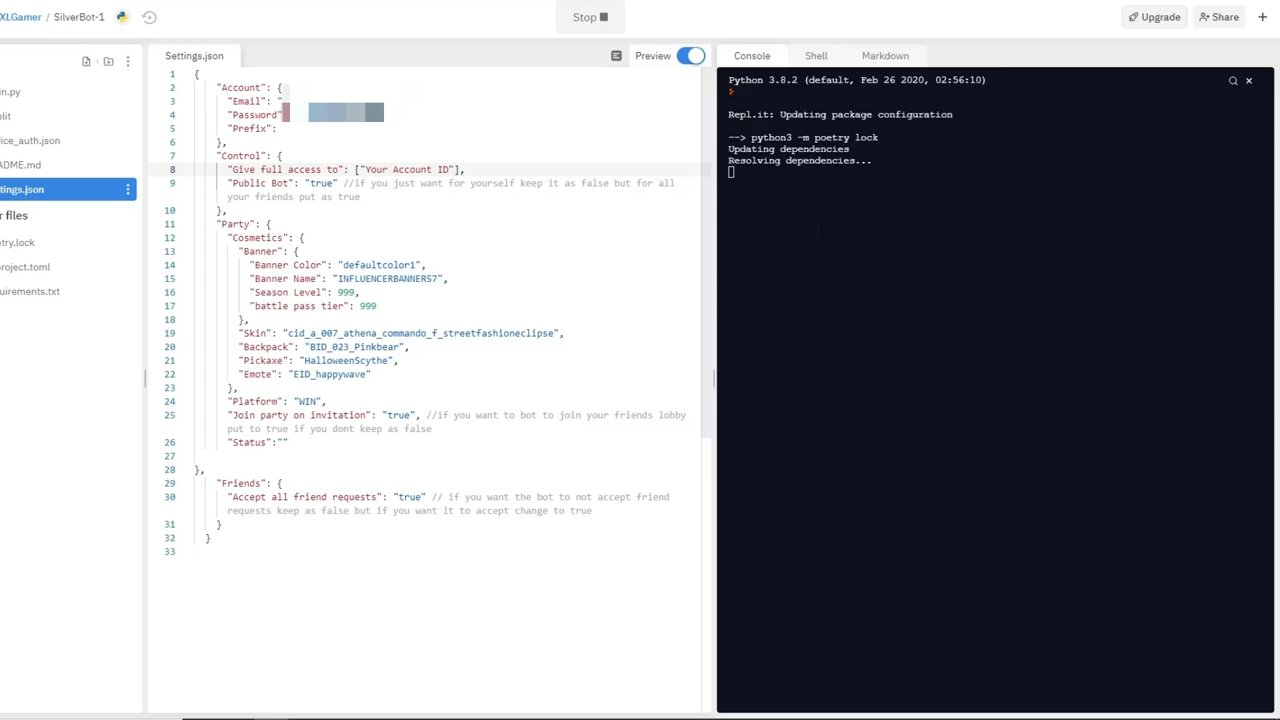 XLGamer / SilverBot-1
Stop
Upgrade
Share
Settings.json
Preview
Console
Shell
Markdown
in.py
lit
ice_auth.json
DME.md
tings.json
r files
try.lock
roject.toml
uirements.txt
1 {
2 "Account": {
3 "Email": "
4 "Password"
5 "Prefix":
6 },
7 "Control": {
8 "Give full access to": ["Your Account ID"],
9 "Public Bot": "true" //if you just want for yourself keep it as false but for all
your friends put as true
10 },
11 "Party": {
12 "Cosmetics": {
13 "Banner": {
14 "Banner Color": "defaultcolor1",
15 "Banner Name": "INFLUENCERBANNER57",
16 "Season Level": 999,
17 "battle pass tier": 999
18 },
19 "Skin": "cid_a_007_athena_commando_f_streetfashioneclipse",
20 "Backpack": "BID_023_Pinkbear",
21 "Pickaxe": "HalloweenScythe",
22 "Emote": "EID_happywave"
23 },
24 "Platform": "WIN",
25 "Join party on invitation": "true", //if you want to bot to join your friends lobby
put to true if you dont keep as false
26 "Status":""
27
28 },
29 "Friends": {
30 "Accept all friend requests": "true" // if you want the bot to not accept friend
requests keep as false but if you want it to accept change to true
31 }
32 }
33
Python 3.8.2 (default, Feb 26 2020, 02:56:10)
Repl.it: Updating package configuration
--> python3 -m poetry lock
Updating dependencies
Resolving dependencies...